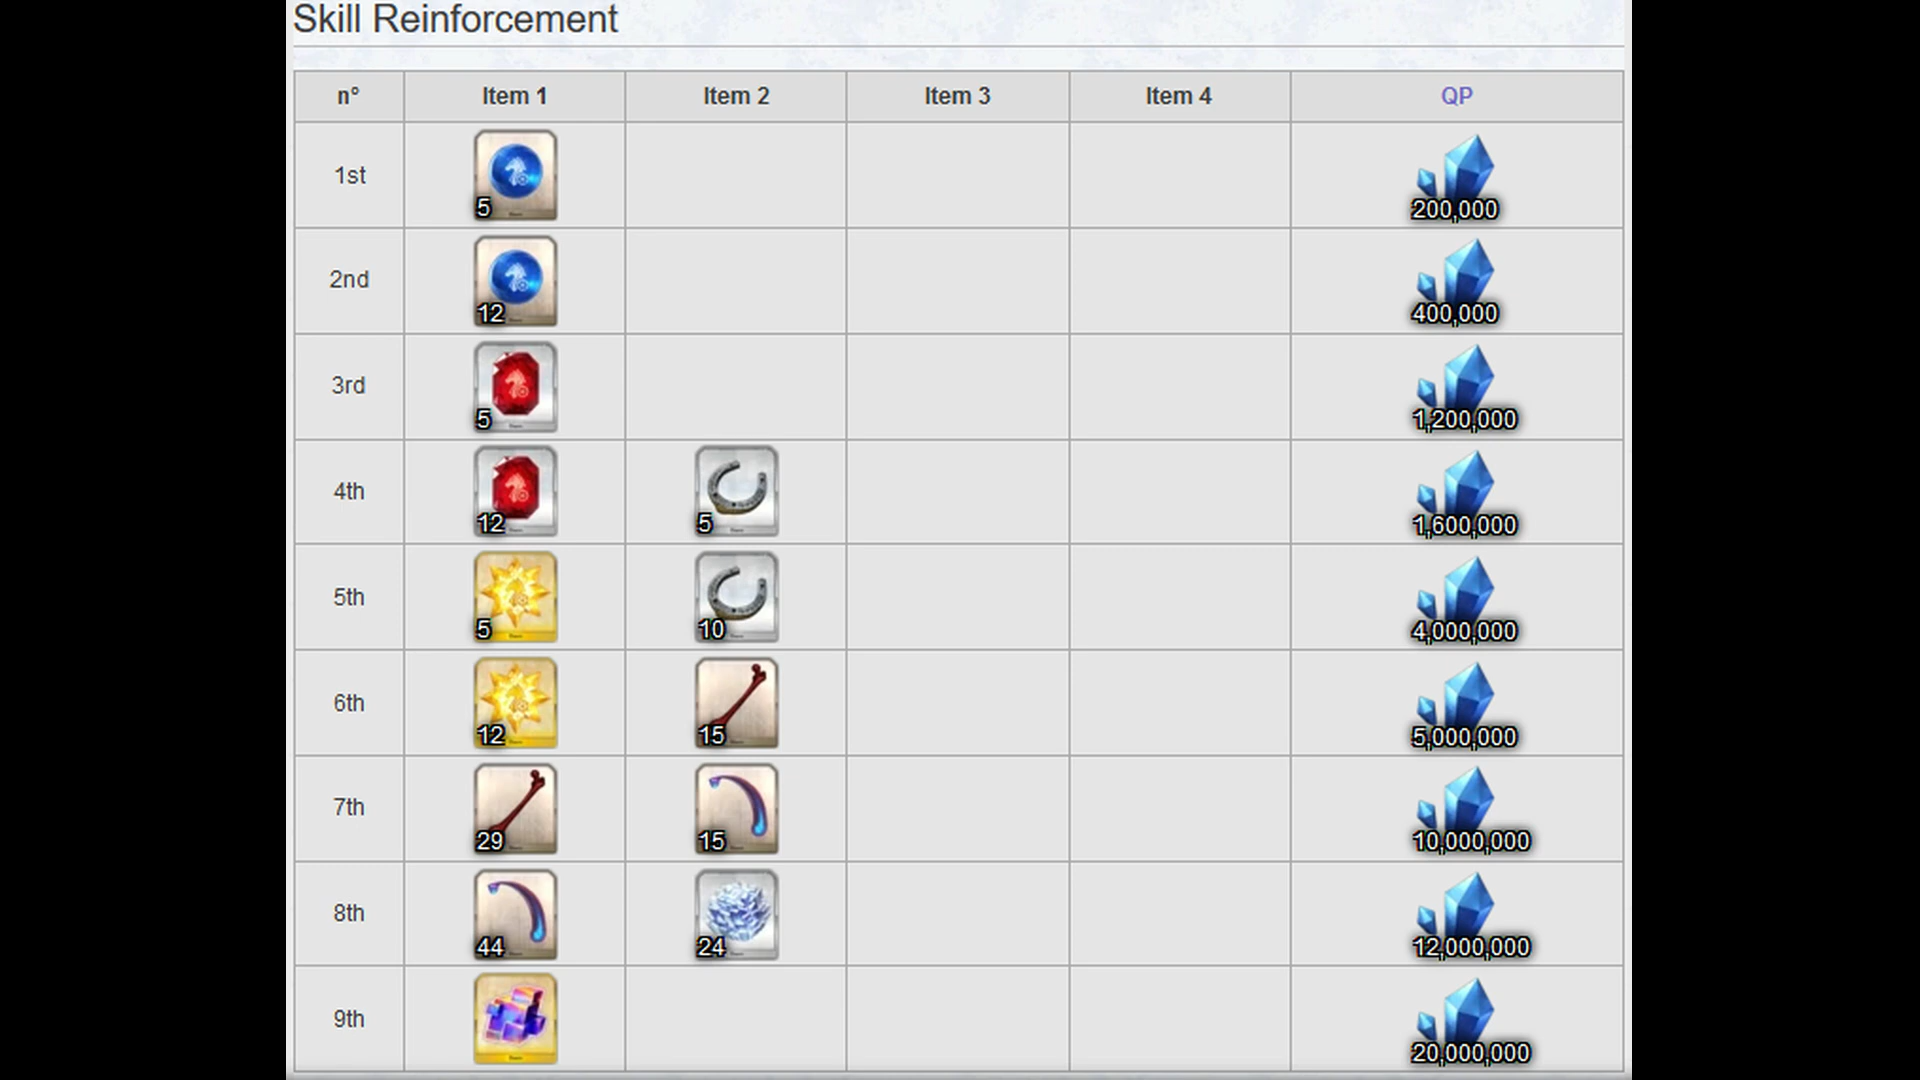 Skill Reinforcement
n° Item 1 Item 2 Item 3 Item 4 QP
1st 5 200,000
2nd 12 400,000
3rd 5 1,200,000
4th 12 5 1,600,000
5th 5 10 4,000,000
6th 12 15 5,000,000
7th 29 15 10,000,000
8th 44 24 12,000,000
9th 20,000,000